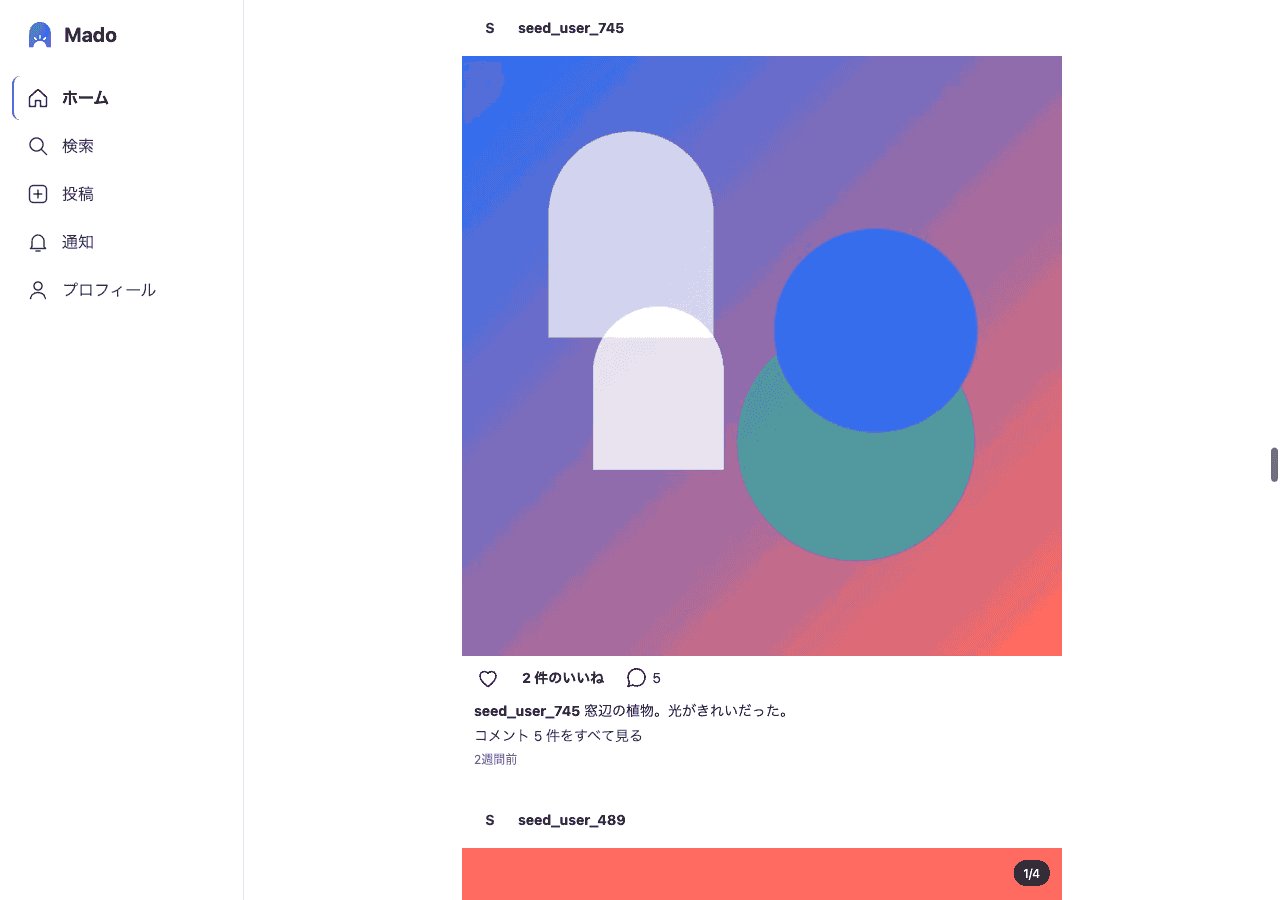 Mado
ホーム
検索
投稿
通知
プロフィール
S seed_user_745
2 件のいいね 5
seed_user_745 窓辺の植物。光がきれいだった。
コメント 5 件をすべて見る
2週間前
S seed_user_489
1/4